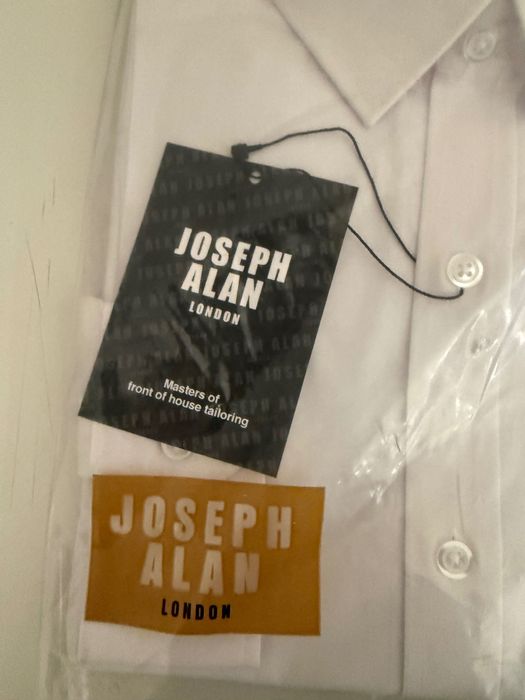 JOSEPH
ALAN
LONDON
Masters of
front of house tailoring
JOSEPH
ALAN
LONDON